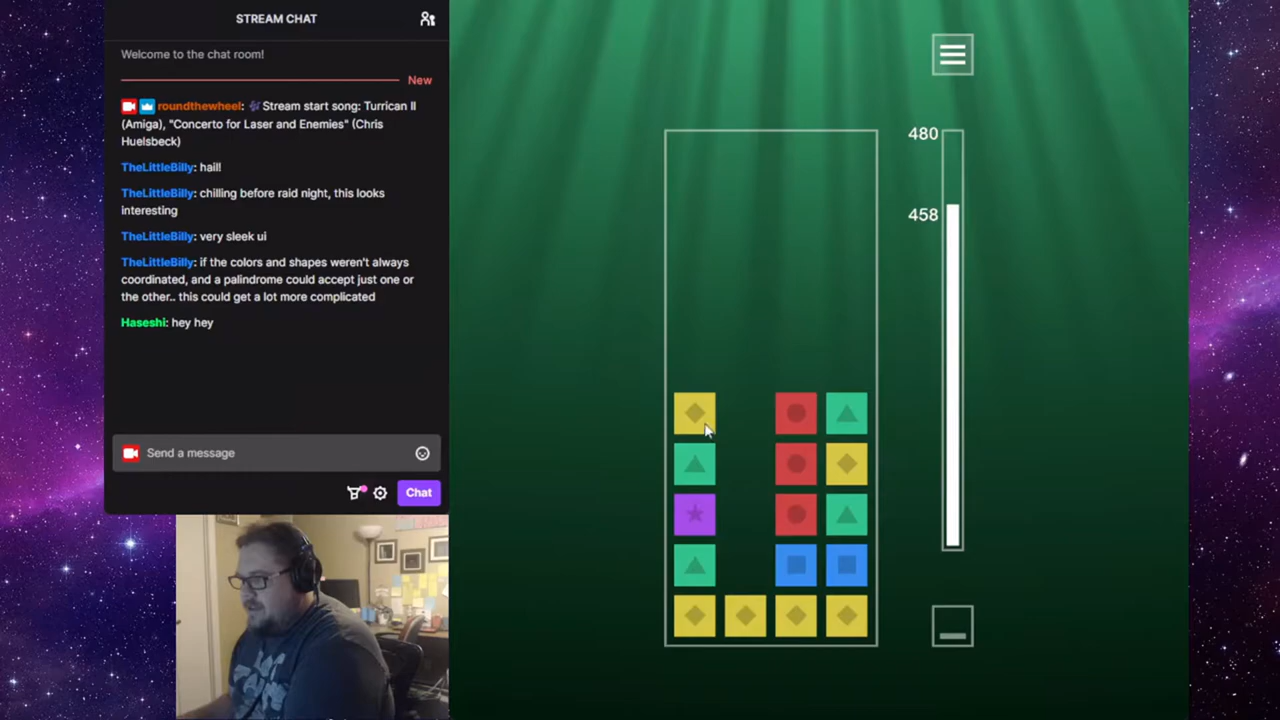 STREAM CHAT
Welcome to the chat room!
New
roundthewheel: Stream start song: Turrican II
(Amiga), "Concerto for Laser and Enemies" (Chris
Huelsbeck)
TheLittleBilly: hail!
TheLittleBilly: chilling before raid night, this looks
interesting
TheLittleBilly: very sleek ui
TheLittleBilly: if the colors and shapes weren't always
coordinated, and a palindrome could accept just one or
the other.. this could get a lot more complicated
Haseshi: hey hey
Send a message
Chat
480
458